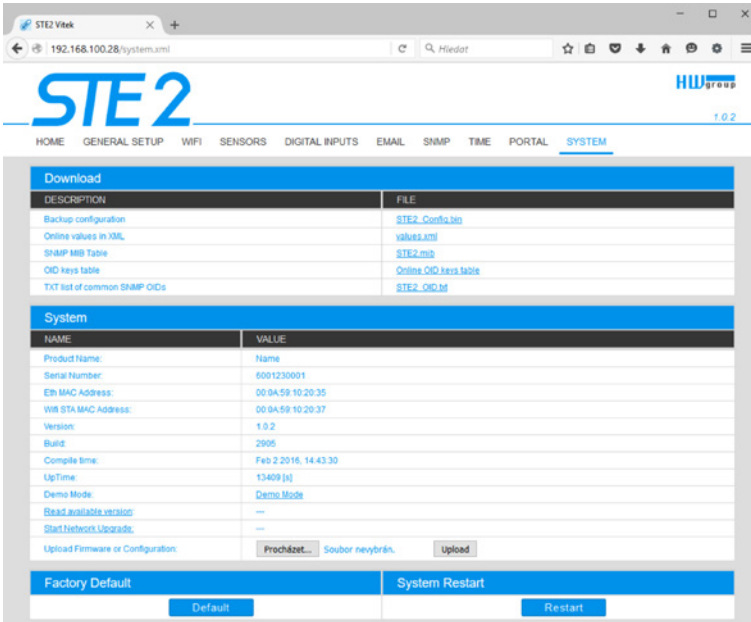 STE2 Vitek
192.168.100.28/system.xml
Hledat
STE2
HWgroup
1.0.2
HOME GENERAL SETUP WIFI SENSORS DIGITAL INPUTS EMAIL SNMP TIME PORTAL SYSTEM
Download
DESCRIPTION FILE
Backup configuration STE2_Config.bin
Online values in XML values.xml
SNMP MIB Table STE2.mib
OID keys table Online OID keys table
TXT list of common SNMP OIDs STE2_OID.txt
System
NAME VALUE
Product Name: Name
Serial Number: 6001230001
Eth MAC Address: 00:0A:59:10:20:35
Wifi STA MAC Address: 00:0A:59:10:20:37
Version: 1.0.2
Build: 2905
Compile time: Feb 2 2016, 14:43:30
UpTime: 13409 [s]
Demo Mode: Demo Mode
Read available version: ---
Start Network Upgrade: ---
Upload Firmware or Configuration: Procházet... Soubor nevybrán. Upload
Factory Default System Restart
Default Restart